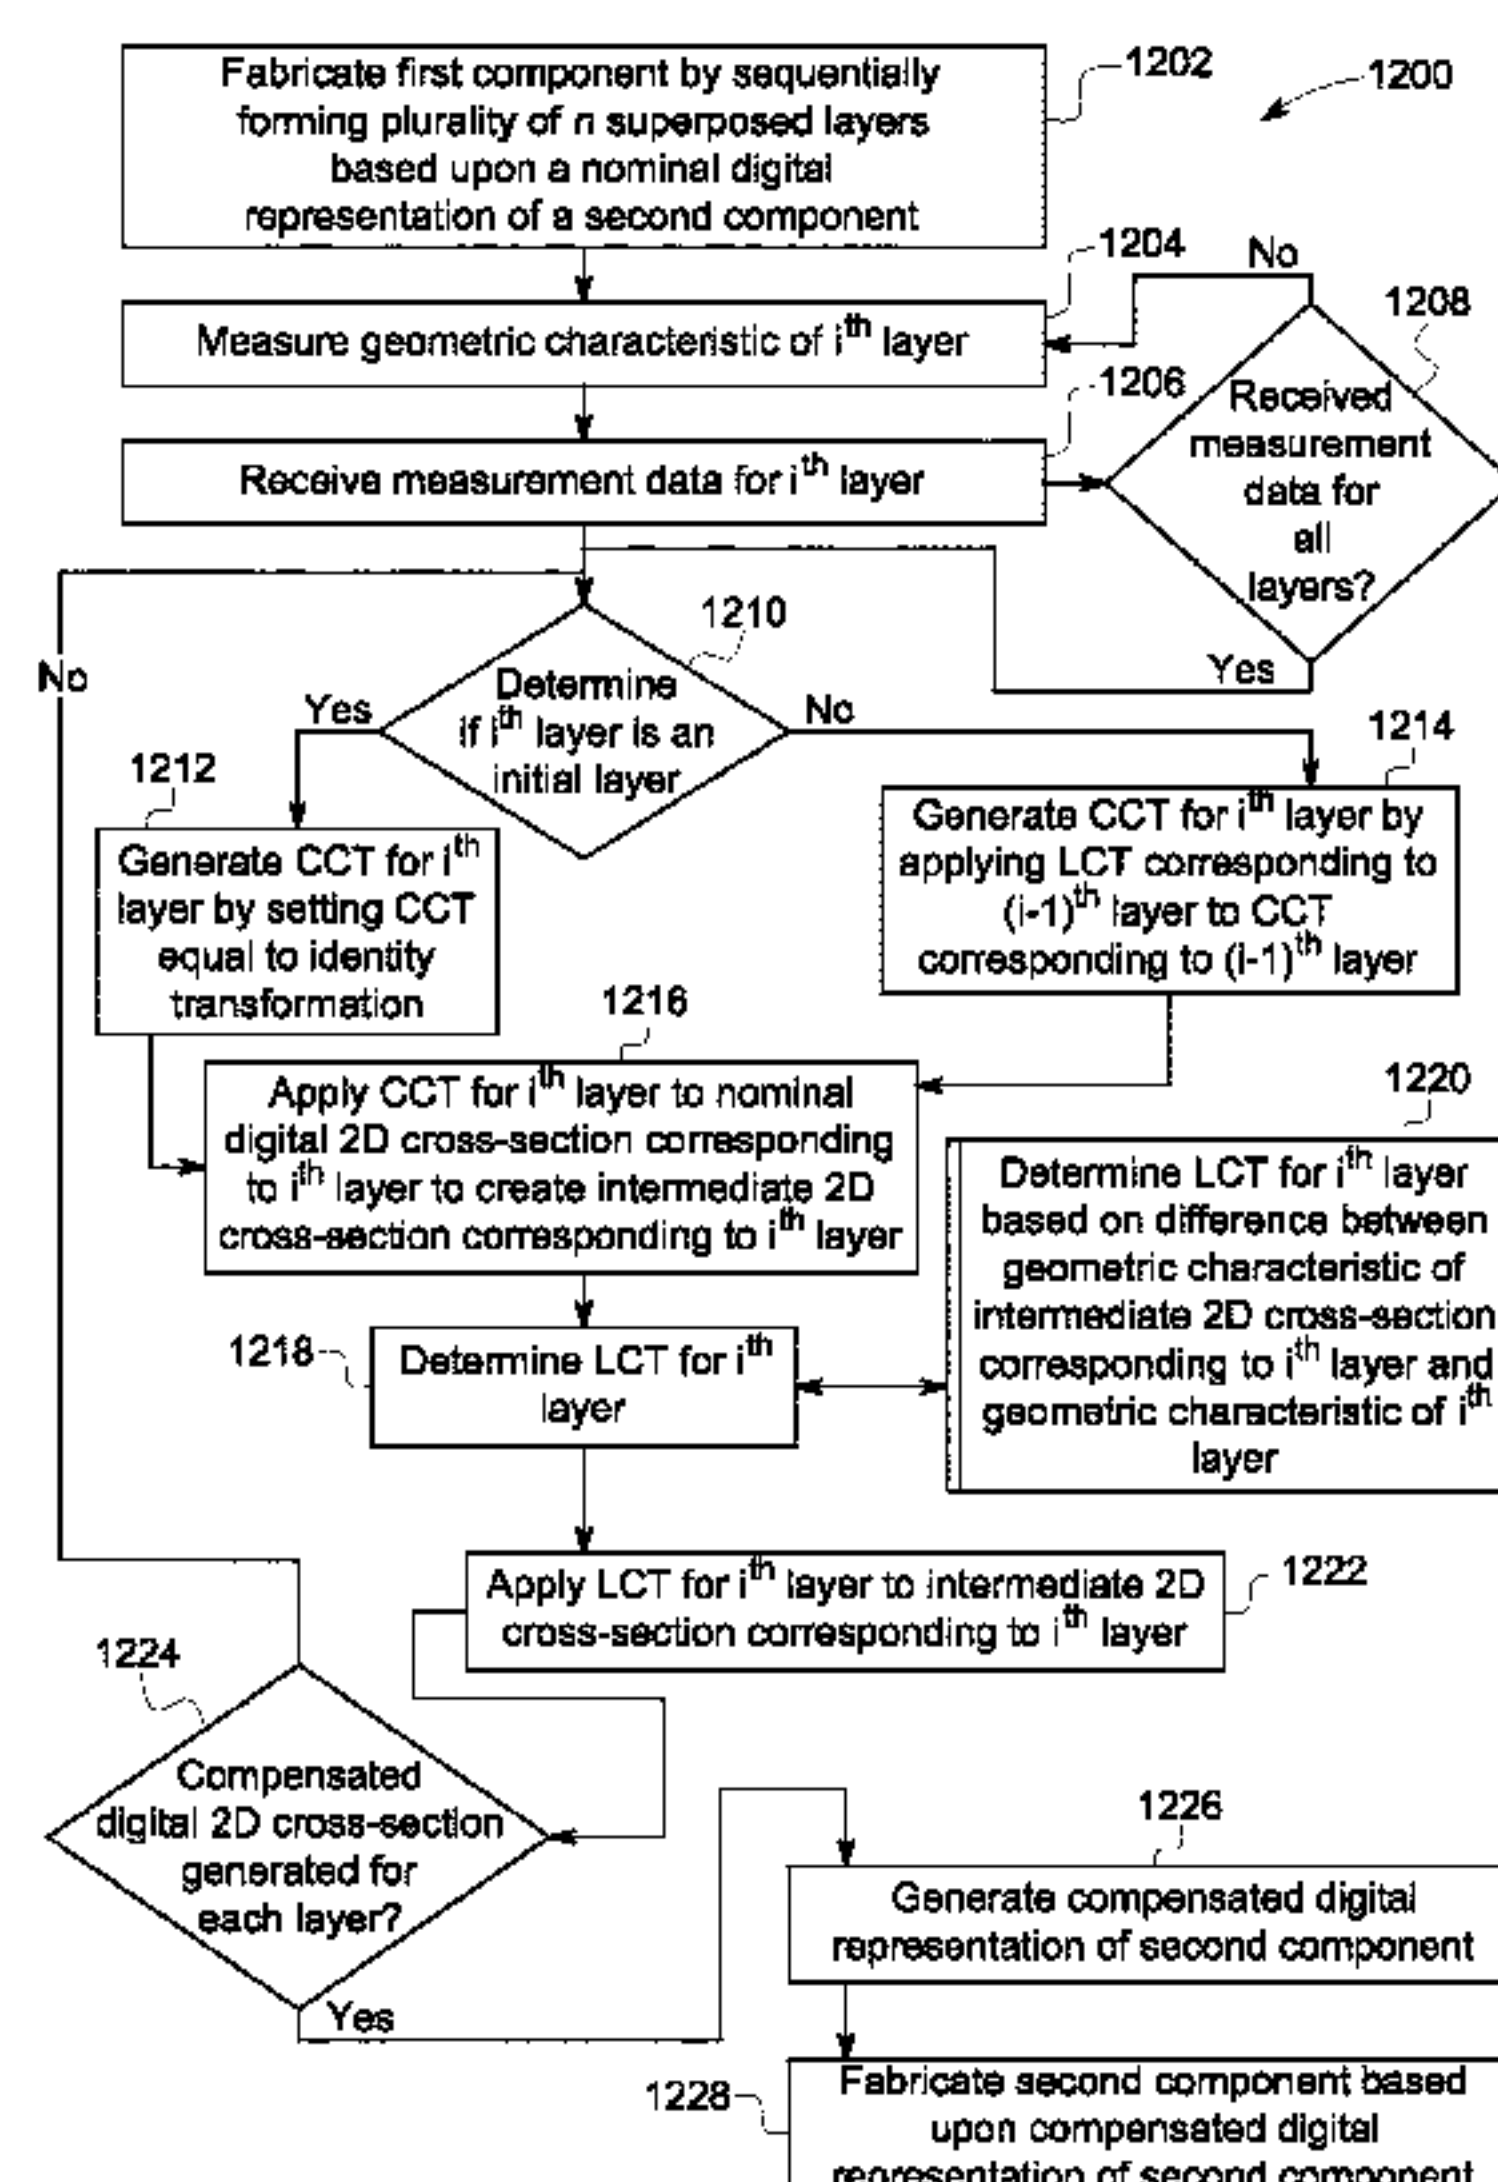 1202
1200
Fabricate first component by sequentially
forming plurality of n superposed layers
based upon a nominal digital
representation of a second component
1204
No
1208
Measure geometric characteristic of ith layer
1206
Receive measurement data for ith layer
Received
measurement
data for
all
layers?
Yes
1210
No
Determine
if ith layer is an
initial layer
Yes
No
1212
1214
Generate CCT for ith
layer by setting CCT
equal to identity
transformation
Generate CCT for ith layer by
applying LCT corresponding to
(i-1)th layer to CCT
corresponding to (i-1)th layer
1216
Apply CCT for ith layer to nominal
digital 2D cross-section corresponding
to ith layer to create intermediate 2D
cross-section corresponding to ith layer
1220
Determine LCT for ith layer
based on difference between
geometric characteristic of
intermediate 2D cross-section
corresponding to ith layer and
geometric characteristic of ith
layer
1218
Determine LCT for ith
layer
Apply LCT for ith layer to intermediate 2D
cross-section corresponding to ith layer
1222
1224
Compensated
digital 2D cross-section
generated for
each layer?
Yes
1226
Generate compensated digital
representation of second component
1228
Fabricate second component based
upon compensated digital
representation of second component